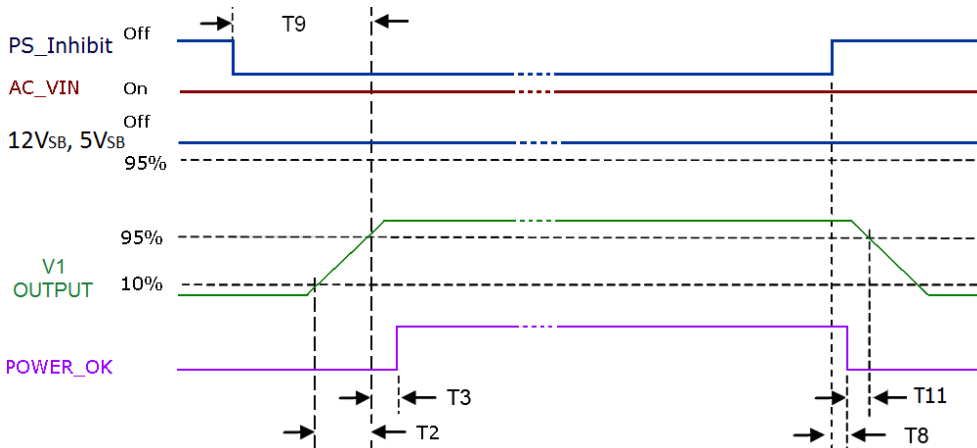 T9
Off
PS_Inhibit
AC_VIN
On
Off
12VSB, 5VSB
95%
95%
V1
OUTPUT
10%
POWER_OK
T3
T11
T2
T8